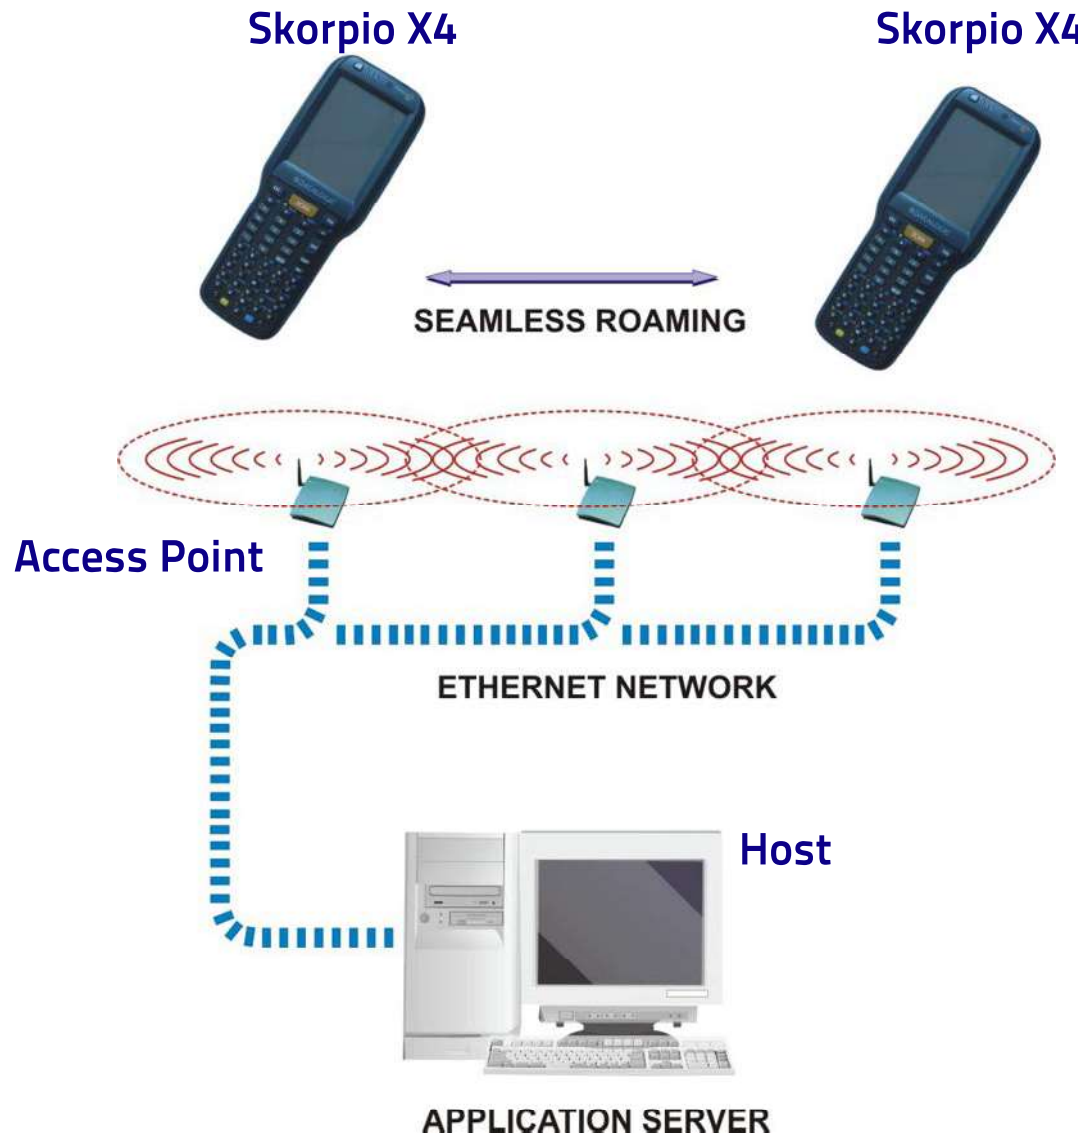 Skorpio X4
Skorpio X4
SEAMLESS ROAMING
Access Point
ETHERNET NETWORK
Host
APPLICATION SERVER